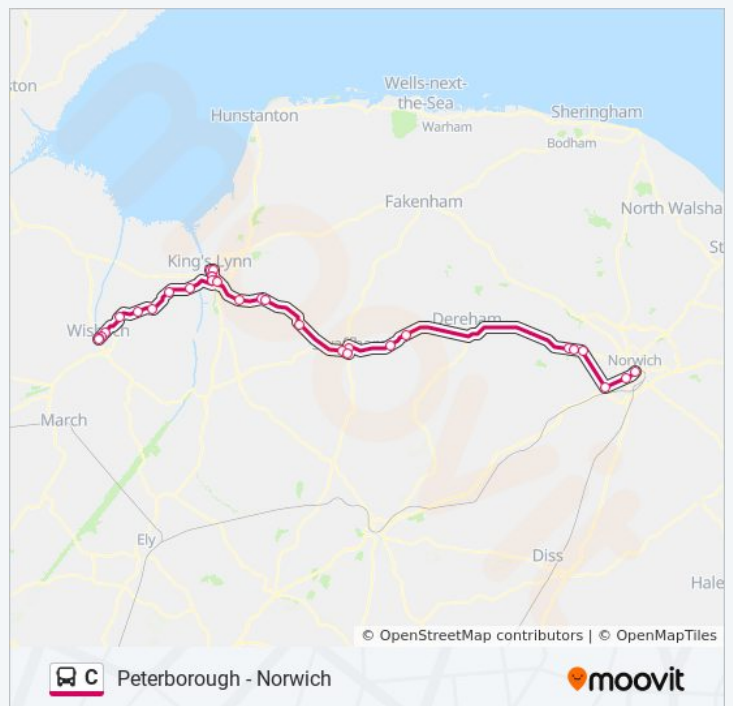 ston
Wells-next-
the-Sea
Sheringham
Hunstanton
Warham
Bodham
Fakenham
North Walsha
St
King's Lynn
Dereham
Norwich
March
Ely
Diss
Hale
© OpenStreetMap contributors | © OpenMapTiles
C Peterborough - Norwich
moovit